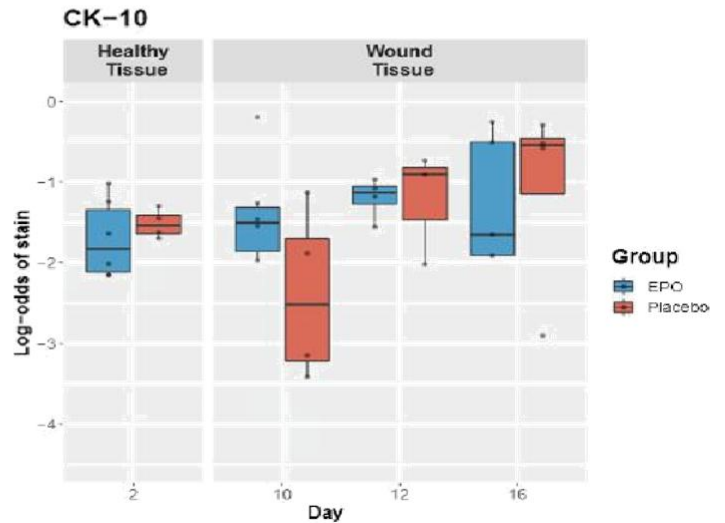 CK-10
Healthy
Tissue
Wound
Tissue
Log-odds of stain
0
-1
-2
-3
-4
2
10
12
16
Day
Group
EPO
Placebo